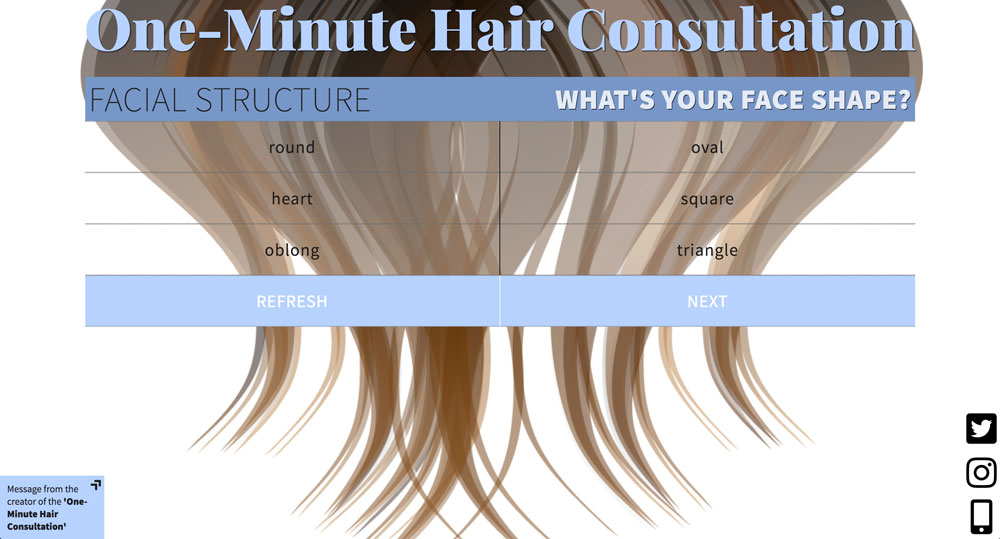 One-Minute Hair Consultation
FACIAL STRUCTURE
WHAT'S YOUR FACE SHAPE?
round
oval
heart
square
oblong
triangle
REFRESH
NEXT
Message from the
creator of the 'One-
Minute Hair
Consultation'